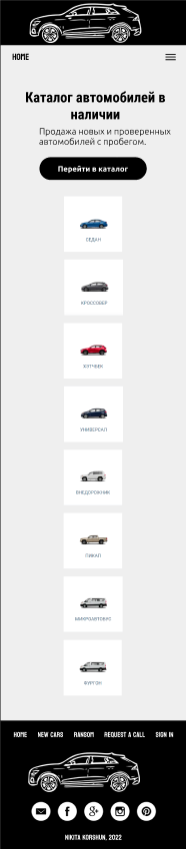 HOME
Каталог автомобилей в
наличии
Продажа новых и проверенных
автомобилей с пробегом.
Перейти в каталог
СЕДАН
КРОССОВЕР
ХЭТЧБЕК
УНИВЕРСАЛ
ВНЕДОРОЖНИК
ПИКАП
МИКРОАВТОБУС
ФУРГОН
HOME NEW CARS RANSOM REQUEST A CALL SIGN IN
NIKITA KORSHUN, 2022